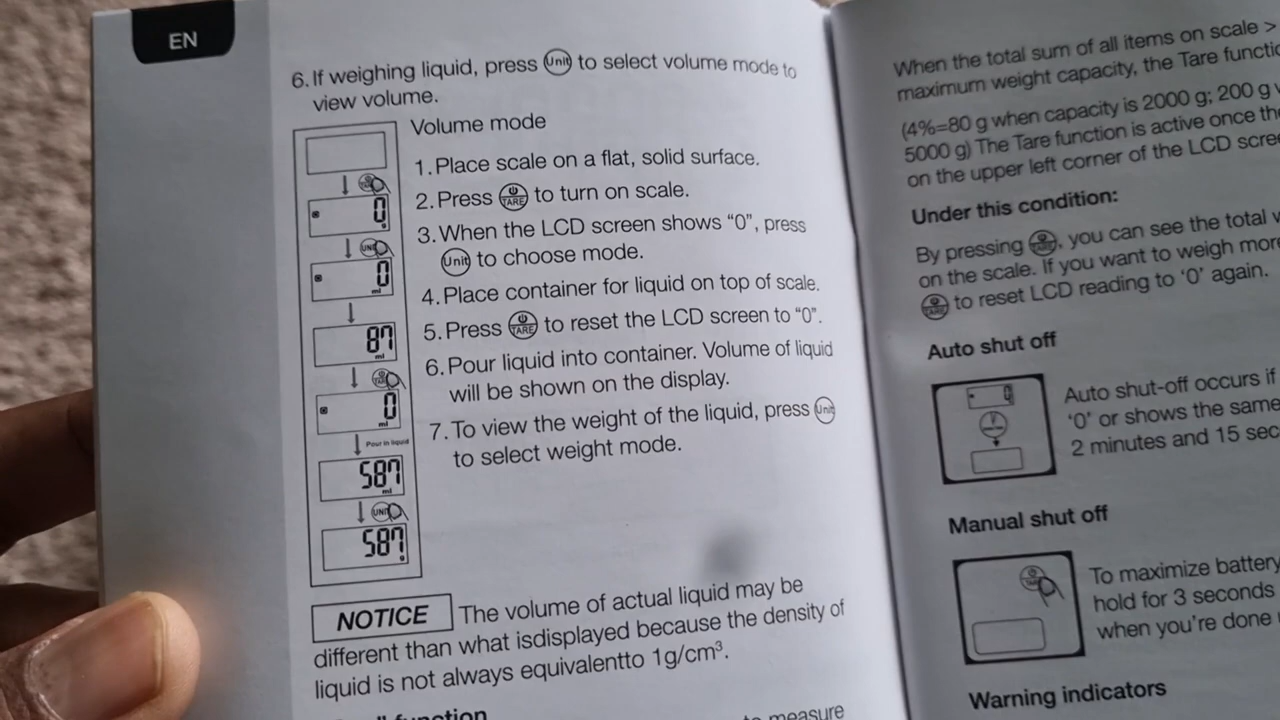 EN
6. If weighing liquid, press Unit to select volume mode to
view volume.
Volume mode
1. Place scale on a flat, solid surface.
2. Press TARE to turn on scale.
3. When the LCD screen shows “0”, press
Unit to choose mode.
4. Place container for liquid on top of scale.
5. Press TARE to reset the LCD screen to “0”.
6. Pour liquid into container. Volume of liquid
will be shown on the display.
7. To view the weight of the liquid, press Unit
to select weight mode.
0
g
UNIT
0
ml
87
ml
0
ml
Pour in liquid
587
ml
UNIT
587
g
NOTICE The volume of actual liquid may be
different than what isdisplayed because the density of
liquid is not always equivalentto 1g/cm³.
function
to measure
When the total sum of all items on scale >
maximum weight capacity, the Tare
(4%=80 g when capacity is 2000 g; 200 g
5000 g) The Tare function is active once
on the upper left corner of the LCD
Under this condition:
By pressing TARE, you can see the total
on the scale. If you want to weigh
TARE to reset LCD reading to ‘0’ again.
Auto shut off
0
Auto shut-off occurs if
‘0’ or shows the same
2 minutes and 15
Manual shut off
To maximize battery
hold for 3 seconds
when you're done
Warning indicators